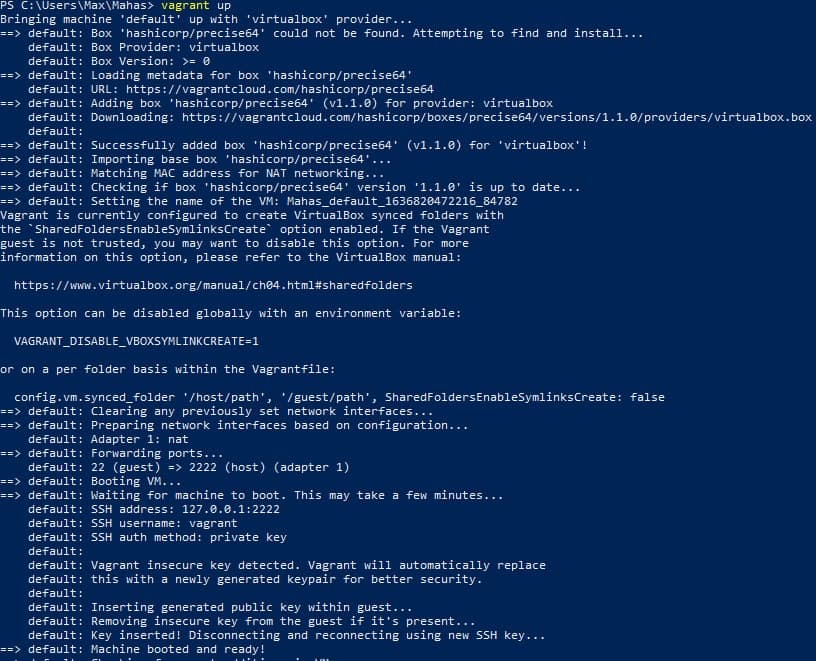 PS C:\Users\Max\Mahas> vagrant up
Bringing machine 'default' up with 'virtualbox' provider...
==> default: Box 'hashicorp/precise64' could not be found. Attempting to find and install...
    default: Box Provider: virtualbox
    default: Box Version: >= 0
==> default: Loading metadata for box 'hashicorp/precise64'
    default: URL: https://vagrantcloud.com/hashicorp/precise64
==> default: Adding box 'hashicorp/precise64' (v1.1.0) for provider: virtualbox
    default: Downloading: https://vagrantcloud.com/hashicorp/boxes/precise64/versions/1.1.0/providers/virtualbox.box
    default:
==> default: Successfully added box 'hashicorp/precise64' (v1.1.0) for 'virtualbox'!
==> default: Importing base box 'hashicorp/precise64'...
==> default: Matching MAC address for NAT networking...
==> default: Checking if box 'hashicorp/precise64' version '1.1.0' is up to date...
==> default: Setting the name of the VM: Mahas_default_1636820472216_84782
Vagrant is currently configured to create VirtualBox synced folders with
the `SharedFoldersEnableSymlinksCreate` option enabled. If the Vagrant
guest is not trusted, you may want to disable this option. For more
information on this option, please refer to the VirtualBox manual:

  https://www.virtualbox.org/manual/ch04.html#sharedfolders

This option can be disabled globally with an environment variable:

  VAGRANT_DISABLE_VBOXSYMLINKCREATE=1

or on a per folder basis within the Vagrantfile:

  config.vm.synced_folder '/host/path', '/guest/path', SharedFoldersEnableSymlinksCreate: false
==> default: Clearing any previously set network interfaces...
==> default: Preparing network interfaces based on configuration...
    default: Adapter 1: nat
==> default: Forwarding ports...
    default: 22 (guest) => 2222 (host) (adapter 1)
==> default: Booting VM...
==> default: Waiting for machine to boot. This may take a few minutes...
    default: SSH address: 127.0.0.1:2222
    default: SSH username: vagrant
    default: SSH auth method: private key
    default:
    default: Vagrant insecure key detected. Vagrant will automatically replace
    default: this with a newly generated keypair for better security.
    default:
    default: Inserting generated public key within guest...
    default: Removing insecure key from the guest if it's present...
    default: Key inserted! Disconnecting and reconnecting using new SSH key...
==> default: Machine booted and ready!